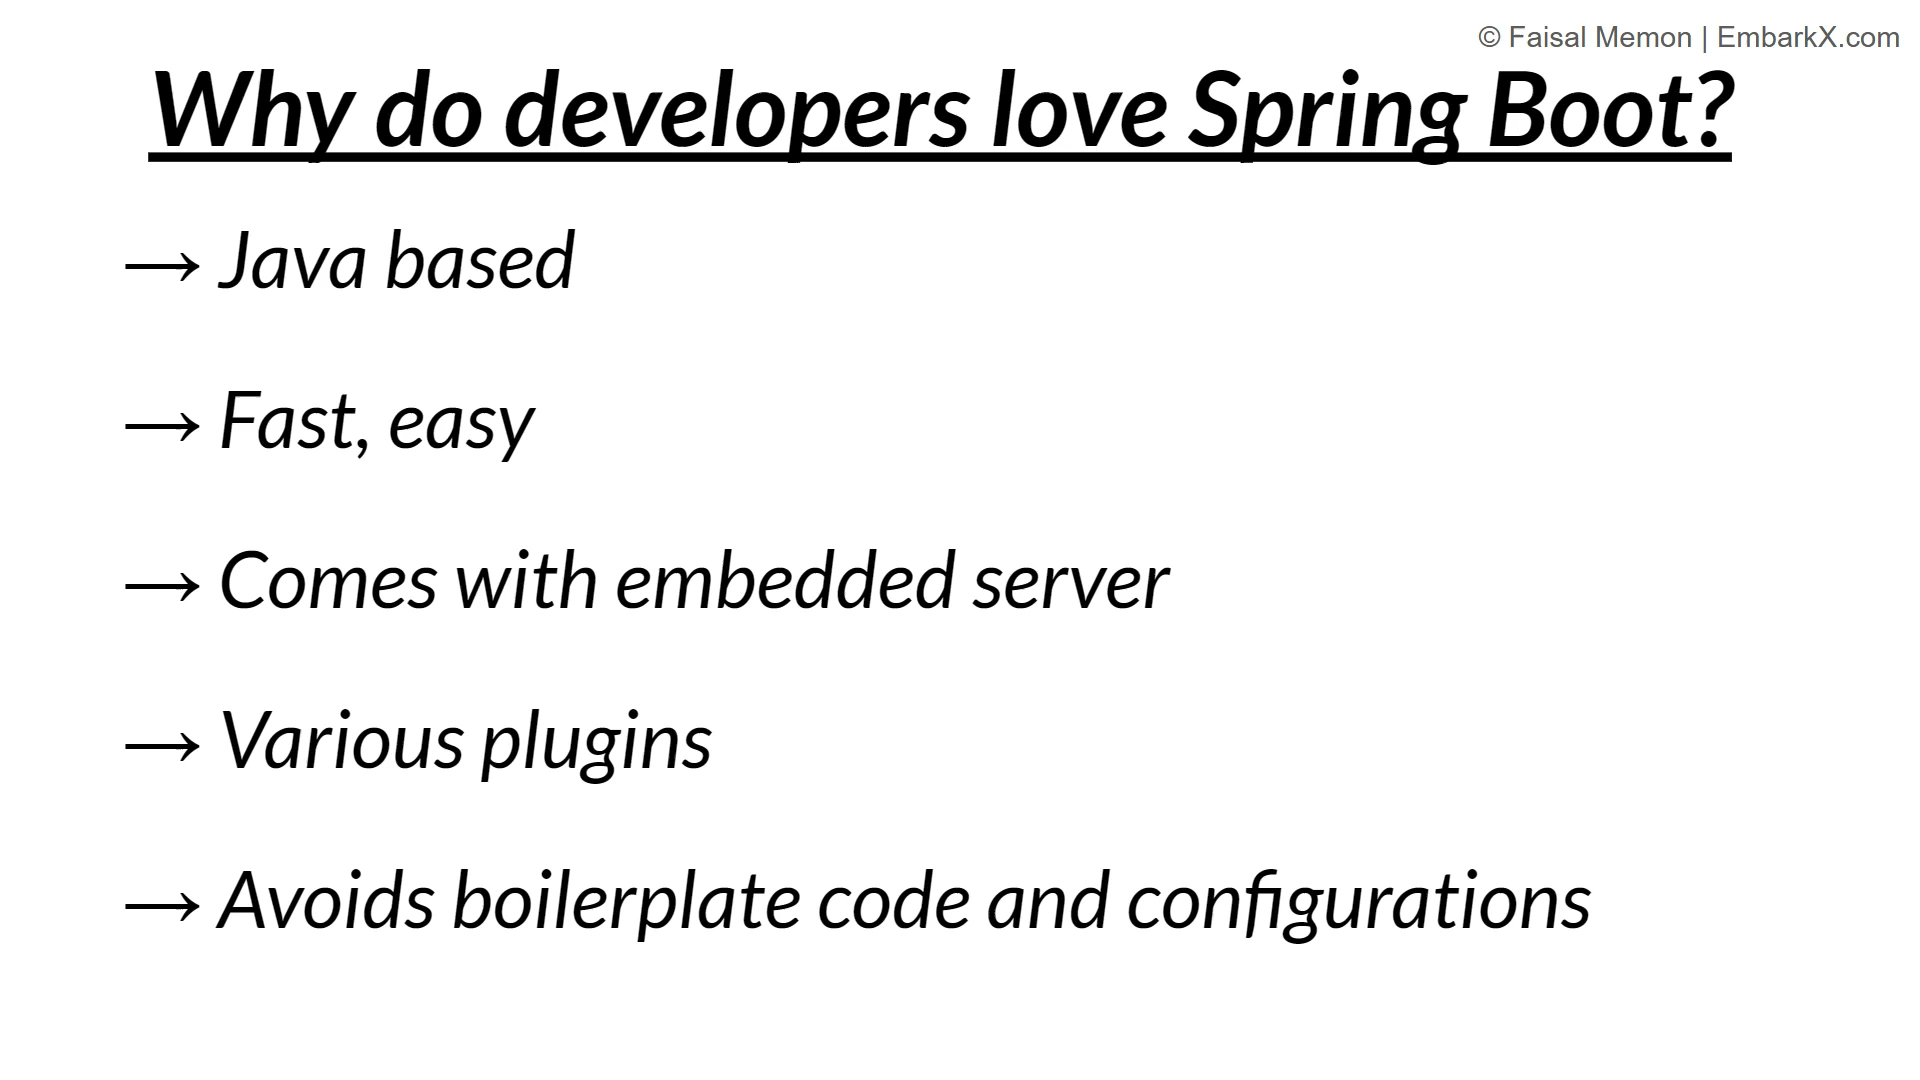 © Faisal Memon | EmbarkX.com
Why do developers love Spring Boot?
→ Java based
→ Fast, easy
→ Comes with embedded server
→ Various plugins
→ Avoids boilerplate code and configurations